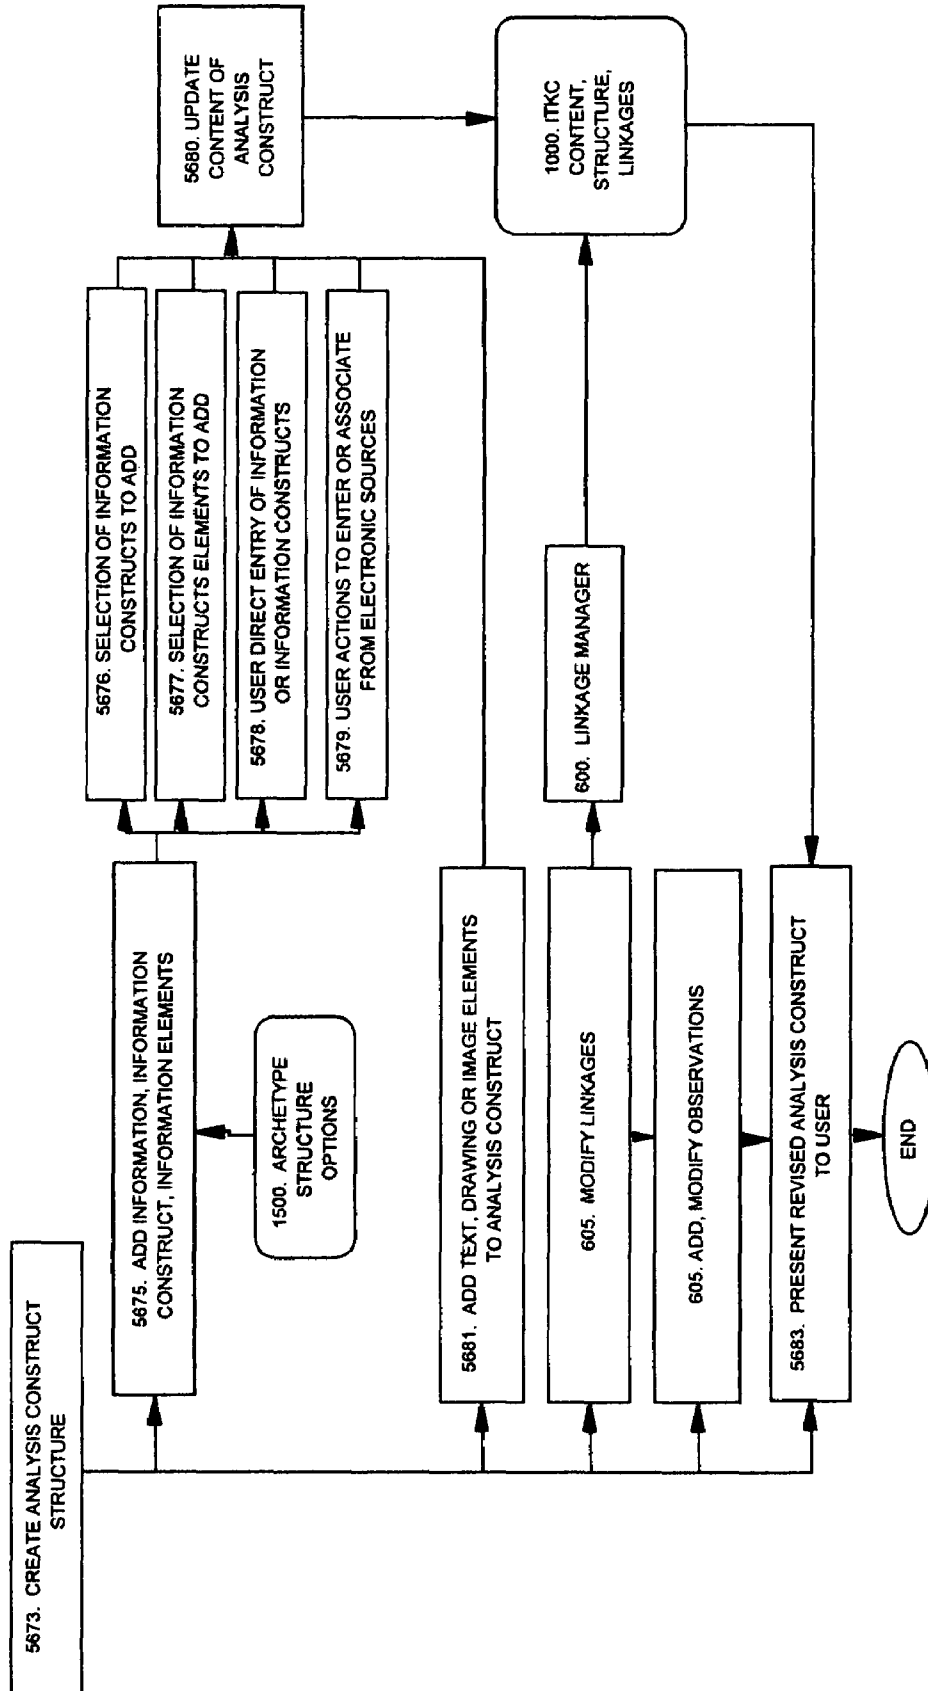 5673. CREATE ANALYSIS CONSTRUCT
STRUCTURE
5675. ADD INFORMATION, INFORMATION
CONSTRUCT, INFORMATION ELEMENTS
1500. ARCHETYPE
STRUCTURE
OPTIONS
5676. SELECTION OF INFORMATION
CONSTRUCTS TO ADD
5677. SELECTION OF INFORMATION
CONSTRUCTS ELEMENTS TO ADD
5678. USER DIRECT ENTRY OF INFORMATION
OR INFORMATION CONSTRUCTS
5679. USER ACTIONS TO ENTER OR ASSOCIATE
FROM ELECTRONIC SOURCES
5680. UPDATE
CONTENT OF
ANALYSIS
CONSTRUCT
5681. ADD TEXT, DRAWING OR IMAGE ELEMENTS
TO ANALYSIS CONSTRUCT
605. MODIFY LINKAGES
600. LINKAGE MANAGER
1000. ITKC
CONTENT,
STRUCTURE,
LINKAGES
605. ADD, MODIFY OBSERVATIONS
5683. PRESENT REVISED ANALYSIS CONSTRUCT
TO USER
END